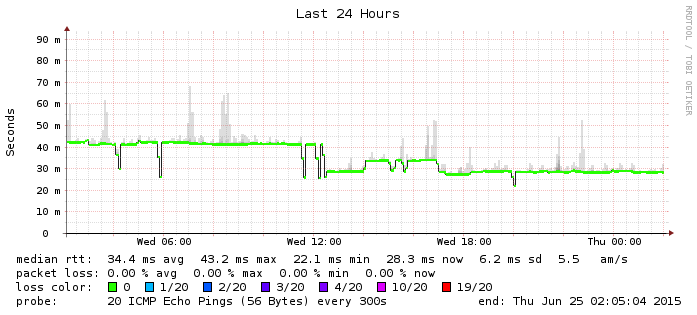 Last 24 Hours
RRDTOOL / TOBI OETIKER
Seconds
90 m
80 m
70 m
60 m
50 m
40 m
30 m
20 m
10 m
0
Wed 06:00 Wed 12:00 Wed 18:00 Thu 00:00
median rtt: 34.4 ms avg 43.2 ms max 22.1 ms min 28.3 ms now 6.2 ms sd 5.5 am/s
packet loss: 0.00 % avg 0.00 % max 0.00 % min 0.00 % now
loss color: 0 1/20 2/20 3/20 4/20 10/20 19/20
probe: 20 ICMP Echo Pings (56 Bytes) every 300s end: Thu Jun 25 02:05:04 2015